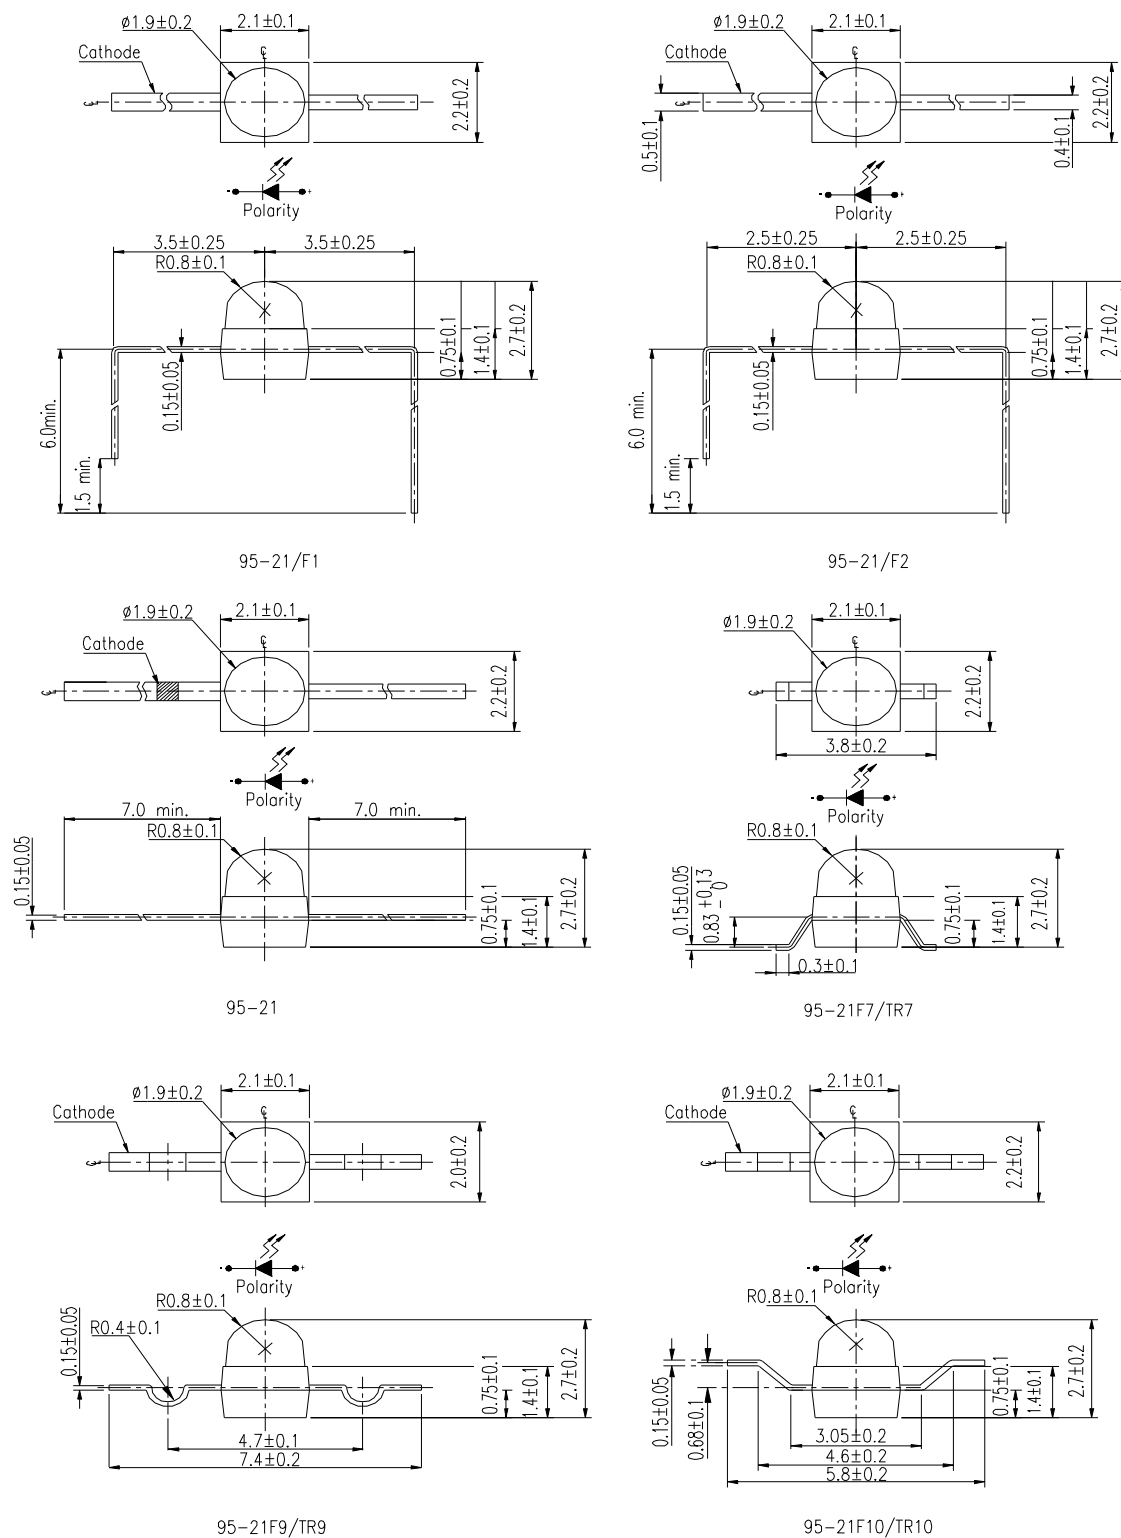 ø1.9±0.2
2.1±0.1
Cathode
2.2±0.2
- +
Polarity
3.5±0.25
3.5±0.25
R0.8±0.1
0.15±0.05
0.75±0.1
1.4±0.1
2.7±0.2
6.0min.
1.5 min.
95-21/F1
ø1.9±0.2
2.1±0.1
Cathode
0.5±0.1
0.4±0.1
2.2±0.2
- +
Polarity
2.5±0.25
2.5±0.25
R0.8±0.1
0.15±0.05
0.75±0.1
1.4±0.1
2.7±0.2
6.0 min.
1.5 min.
95-21/F2
ø1.9±0.2
2.1±0.1
Cathode
2.2±0.2
- +
Polarity
7.0 min.
7.0 min.
R0.8±0.1
0.15±0.05
0.75±0.1
1.4±0.1
2.7±0.2
95-21
ø1.9±0.2
2.1±0.1
2.2±0.2
3.8±0.2
- +
Polarity
R0.8±0.1
0.15±0.05
0.83 +0.13
- 0
0.75±0.1
1.4±0.1
2.7±0.2
0.3±0.1
95-21F7/TR7
ø1.9±0.2
2.1±0.1
Cathode
2.0±0.2
- +
Polarity
R0.8±0.1
R0.4±0.1
0.15±0.05
0.75±0.1
1.4±0.1
2.7±0.2
4.7±0.1
7.4±0.2
95-21F9/TR9
ø1.9±0.2
2.1±0.1
Cathode
2.2±0.2
- +
Polarity
R0.8±0.1
0.15±0.05
0.68±0.1
0.75±0.1
1.4±0.1
2.7±0.2
3.05±0.2
4.6±0.2
5.8±0.2
95-21F10/TR10